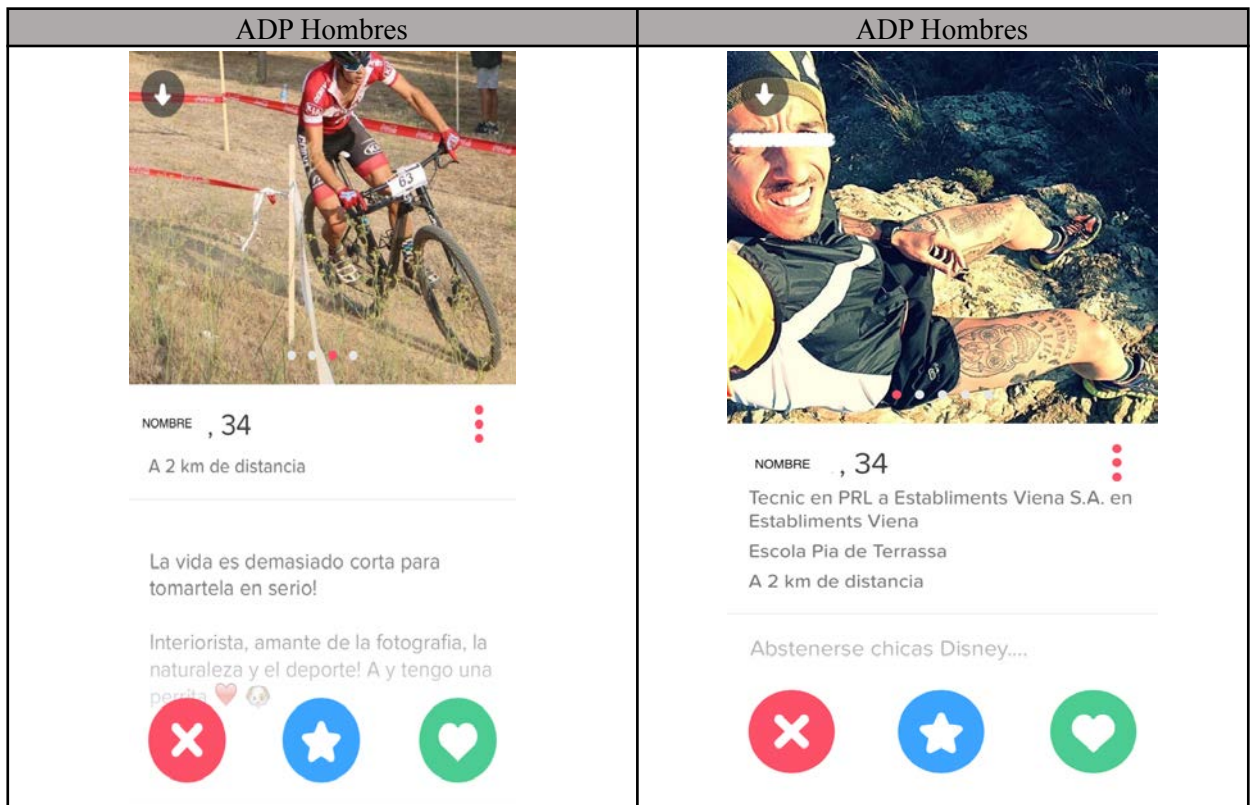 ADP Hombres
ADP Hombres
63
NOMBRE , 34
A 2 km de distancia
La vida es demasiado corta para
tomartela en serio!
Interiorista, amante de la fotografia, la
naturaleza y el deporte! A y tengo una
perrita
NOMBRE , 34
Tecnic en PRL a Establiments Viena S.A. en
Establiments Viena
Escola Pia de Terrassa
A 2 km de distancia
Abstenerse chicas Disney....